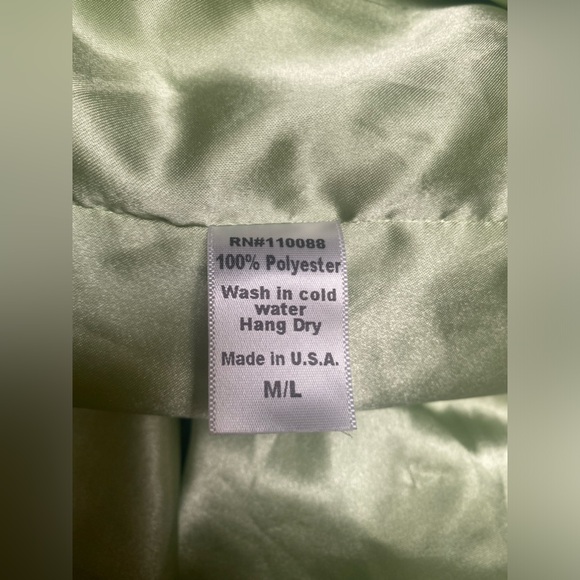 RN#110088
100% Polyester
Wash in cold
water
Hang Dry
Made in U.S.A.
M/L